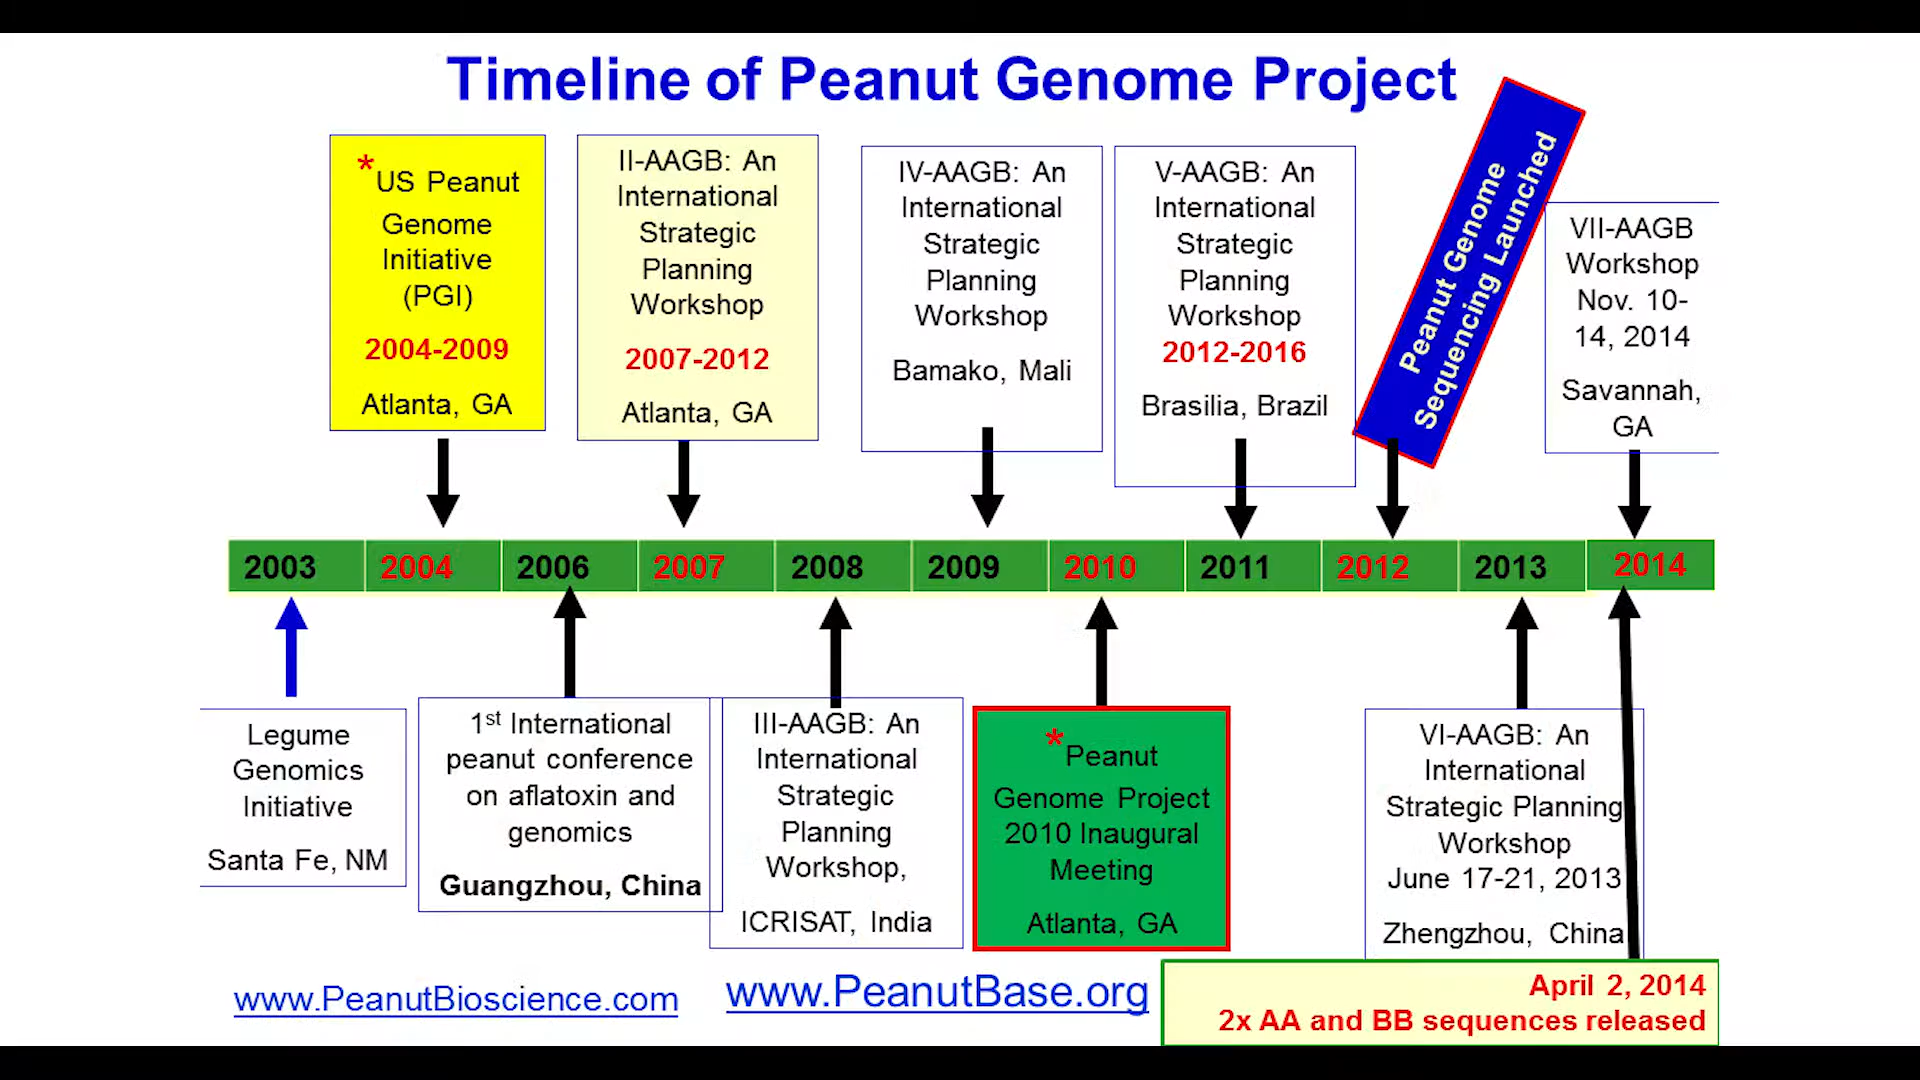 Timeline of Peanut Genome Project
*US Peanut
Genome
Initiative
(PGI)
2004-2009
Atlanta, GA
II-AAGB: An
International
Strategic
Planning
Workshop
2007-2012
Atlanta, GA
IV-AAGB: An
International
Strategic
Planning
Workshop
Bamako, Mali
V-AAGB: An
International
Strategic
Planning
Workshop
2012-2016
Brasilia, Brazil
Peanut Genome
Sequencing Launched
VII-AAGB
Workshop
Nov. 10-
14, 2014
Savannah,
GA
2003 2004 2006 2007 2008 2009 2010 2011 2012 2013 2014
Legume
Genomics
Initiative
Santa Fe, NM
1st International
peanut conference
on aflatoxin and
genomics
Guangzhou, China
III-AAGB: An
International
Strategic
Planning
Workshop,
ICRISAT, India
*Peanut
Genome Project
2010 Inaugural
Meeting
Atlanta, GA
VI-AAGB: An
International
Strategic Planning
Workshop
June 17-21, 2013
Zhengzhou, China
www.PeanutBioscience.com
www.PeanutBase.org
April 2, 2014
2x AA and BB sequences released